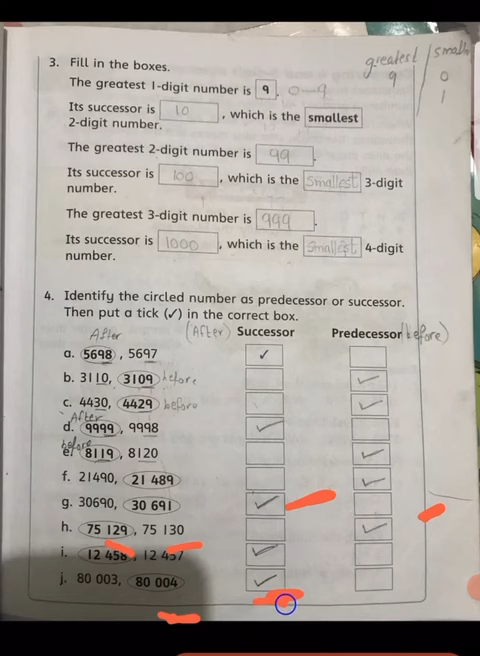 greatest / smalle
9 0
1
3. Fill in the boxes.
The greatest 1-digit number is 9. 0-9
Its successor is 10, which is the smallest
2-digit number.
The greatest 2-digit number is 99.
Its successor is 100, which is the smallest 3-digit
number.
The greatest 3-digit number is 999.
Its successor is 1000, which is the smallest 4-digit
number.
4. Identify the circled number as predecessor or successor.
Then put a tick (✓) in the correct box.
After (After) Successor Predecessor (before)
a. 5698, 5697 ✓
b. 3110, 3109 before ✓
c. 4430, 4429 before ✓
After
d. 9999, 9998 ✓
before
e. 8119, 8120 ✓
f. 21490, 21 489 ✓
g. 30690, 30 691 ✓
h. 75 129, 75 130 ✓
i. 12 458, 12 457 ✓
j. 80 003, 80 004 ✓